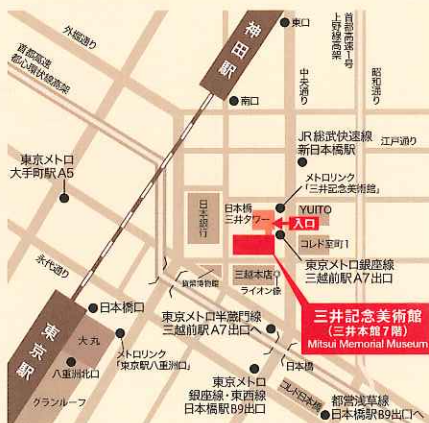 神田駅
東口
南口
外堀通り
首都高速
都心環状線高架
中央通り
首都高速1号
上野線高架
昭和通り
江戸通り
JR総武快速線
新日本橋駅
東京メトロ
大手町駅A5
メトロリンク
「三井記念美術館」
日本銀行
日本橋
三井タワー
入口
YUITO
コレド室町1
東京メトロ銀座線
三越前駅A7出口
永代通り
貨幣博物館
三越本店
ライオン像
三井記念美術館
(三井本館7階)
Mitsui Memorial Museum
東京駅
日本橋口
大丸
八重洲北口
グランルーフ
メトロリンク
「東京駅八重洲口」
東京メトロ半蔵門線
三越前駅A7出口へ
日本橋
東京メトロ
銀座線・東西線
日本橋駅B9出口
コレド日本橋
都営浅草線
日本橋駅B9出口へ